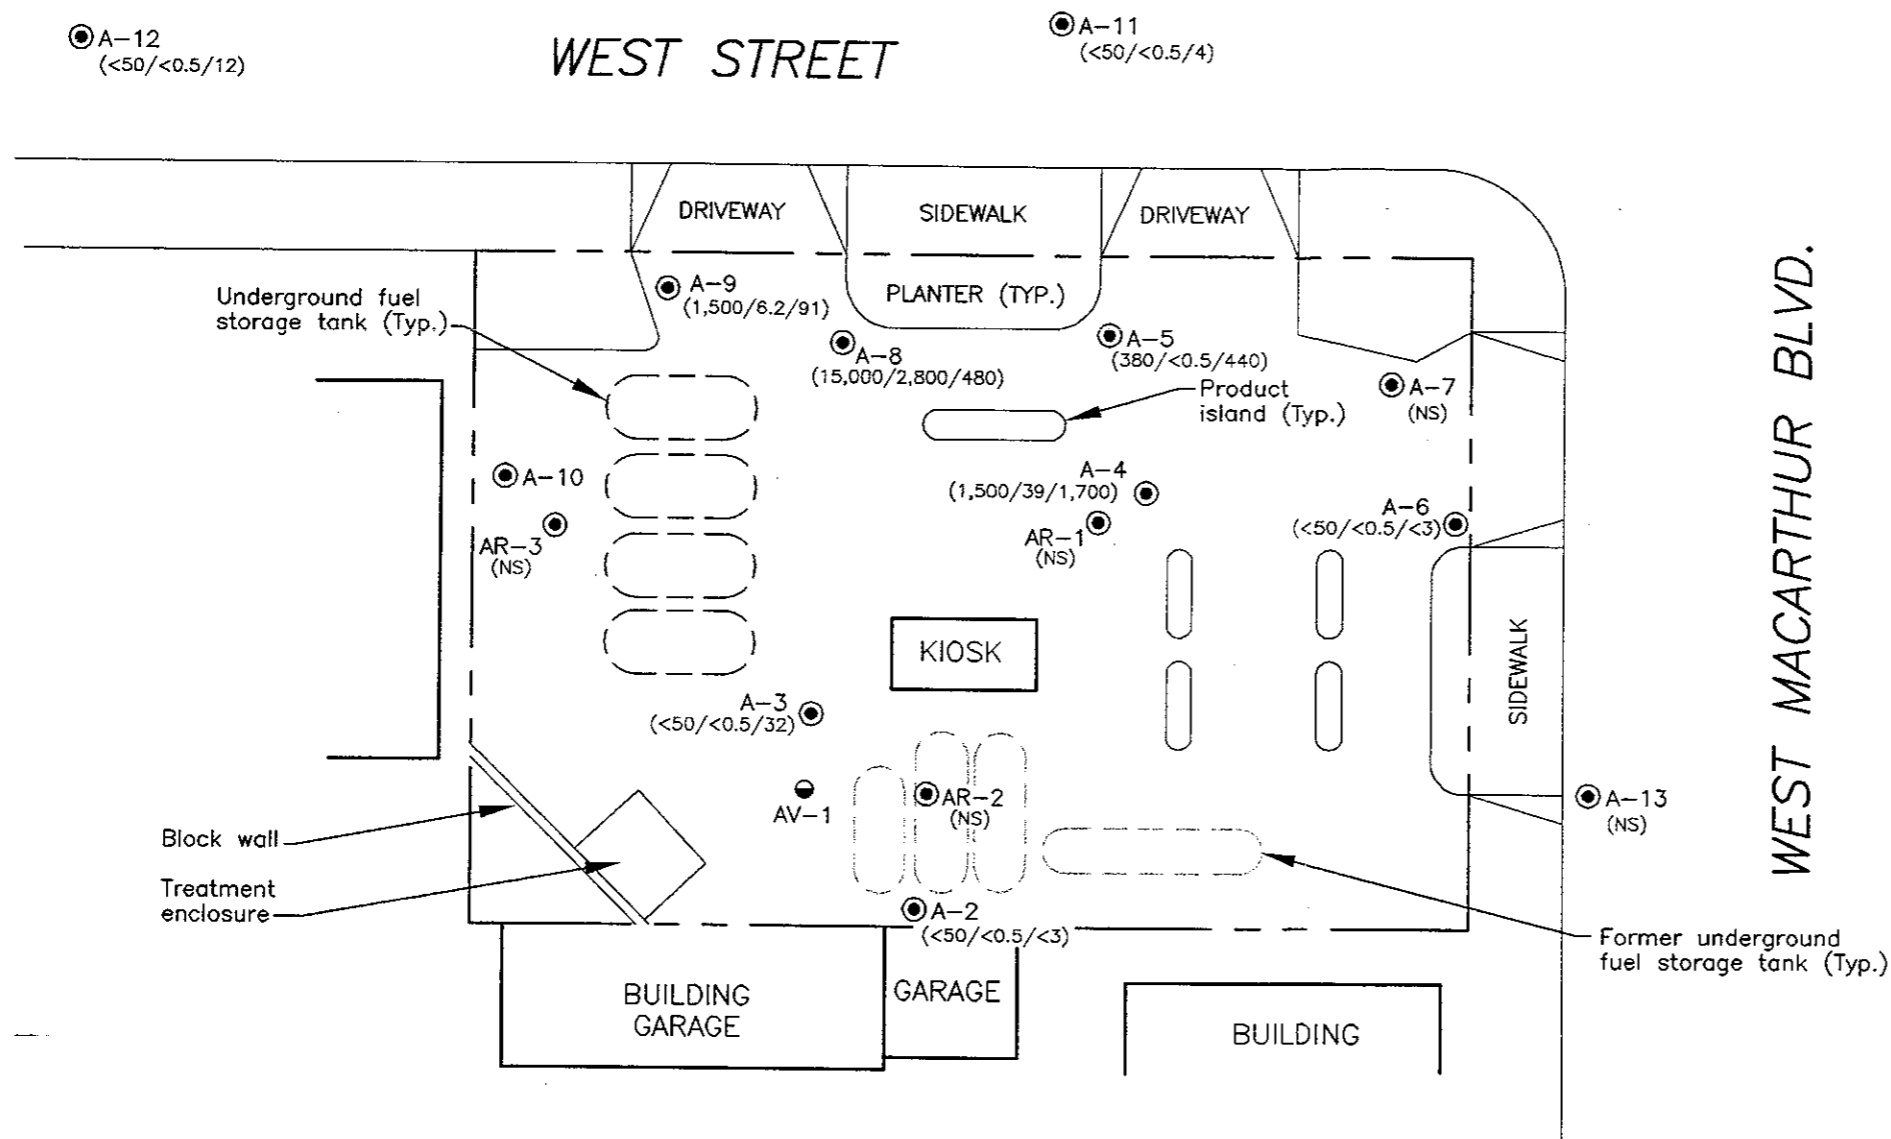 A-12
(<50/<0.5/12)
WEST STREET
A-11
(<50/<0.5/4)
DRIVEWAY
SIDEWALK
DRIVEWAY
Underground fuel
storage tank (Typ.)
A-9
(1,500/6.2/91)
PLANTER (TYP.)
A-8
(15,000/2,800/480)
A-5
(380/<0.5/440)
Product
island (Typ.)
A-7
(NS)
WEST MACARTHUR BLVD.
A-10
AR-3
(NS)
A-4
(1,500/39/1,700)
AR-1
(NS)
A-6
(<50/<0.5/<3)
KIOSK
SIDEWALK
A-3
(<50/<0.5/32)
AV-1
AR-2
(NS)
A-13
(NS)
Block wall
Treatment
enclosure
A-2
(<50/<0.5/<3)
Former underground
fuel storage tank (Typ.)
BUILDING
GARAGE
GARAGE
BUILDING